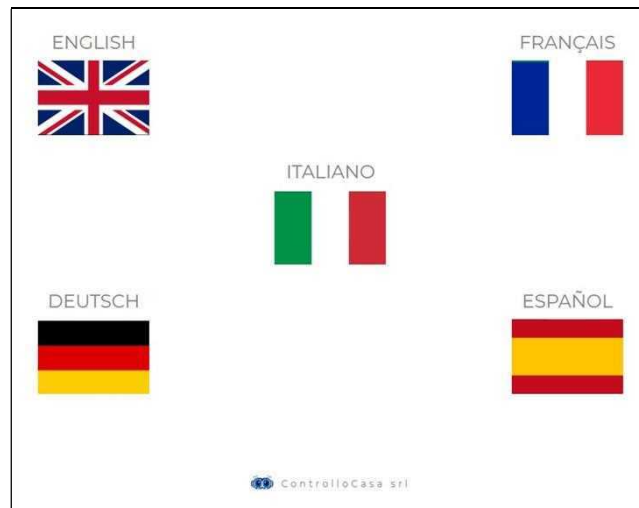 ENGLISH
FRANÇAIS
ITALIANO
DEUTSCH
ESPAÑOL
ControlloCasa srl